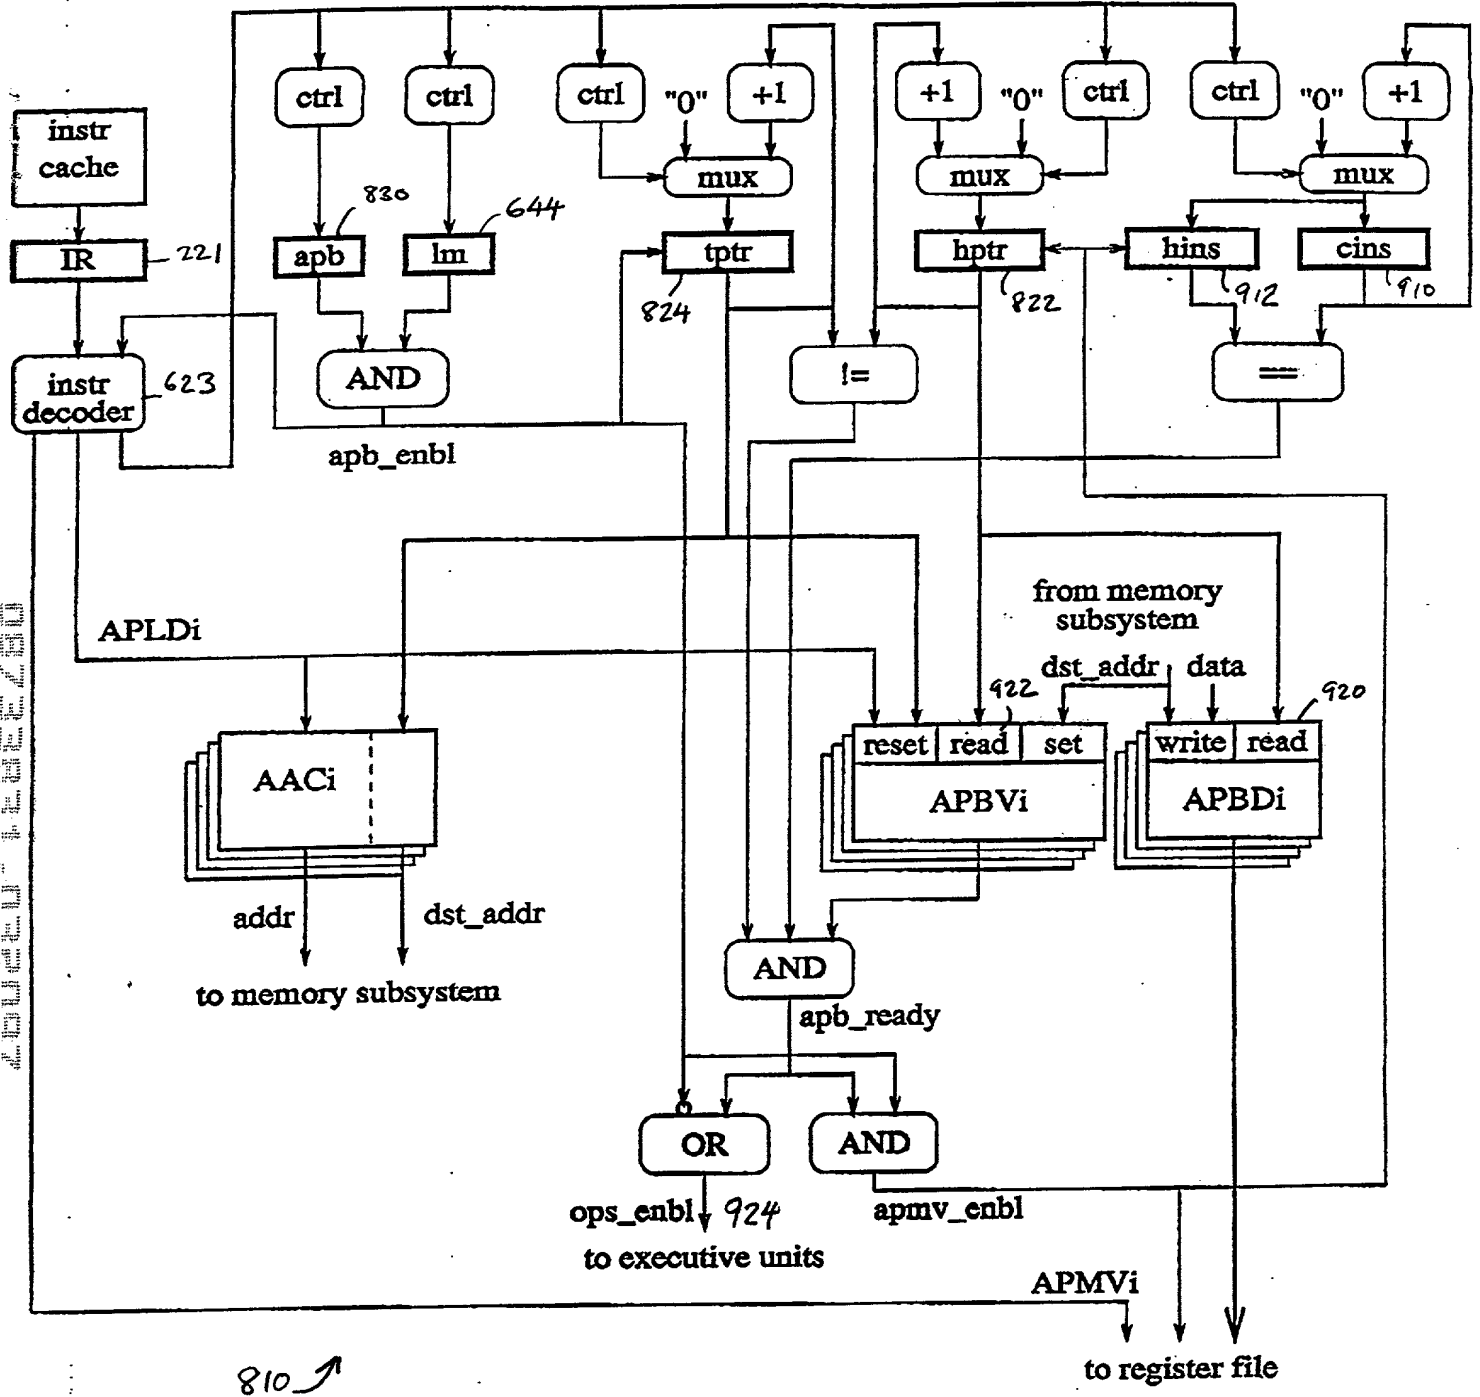 ctrl
ctrl
ctrl
"0"
+1
+1
"0"
ctrl
ctrl
"0"
+1
instr
cache
mux
mux
mux
830
644
IR
221
apb
lm
tptr
hptr
hins
cins
824
822
912
910
instr
decoder
623
AND
!=
==
apb_enbl
from memory
subsystem
APLDi
dst_addr
data
922
920
reset
read
set
write
read
AACi
APBVi
APBDi
addr
dst_addr
to memory subsystem
AND
apb_ready
OR
AND
ops_enbl
924
apmv_enbl
to executive units
APMVi
to register file
810